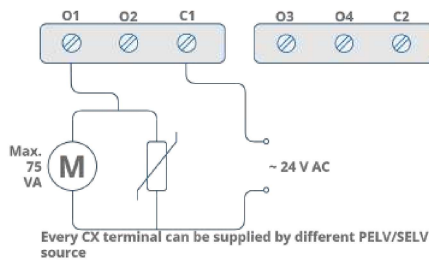 O1 O2 C1 O3 O4 C2
Max.
75
VA
M
~ 24 V AC
Every CX terminal can be supplied by different PELV/SELV
source